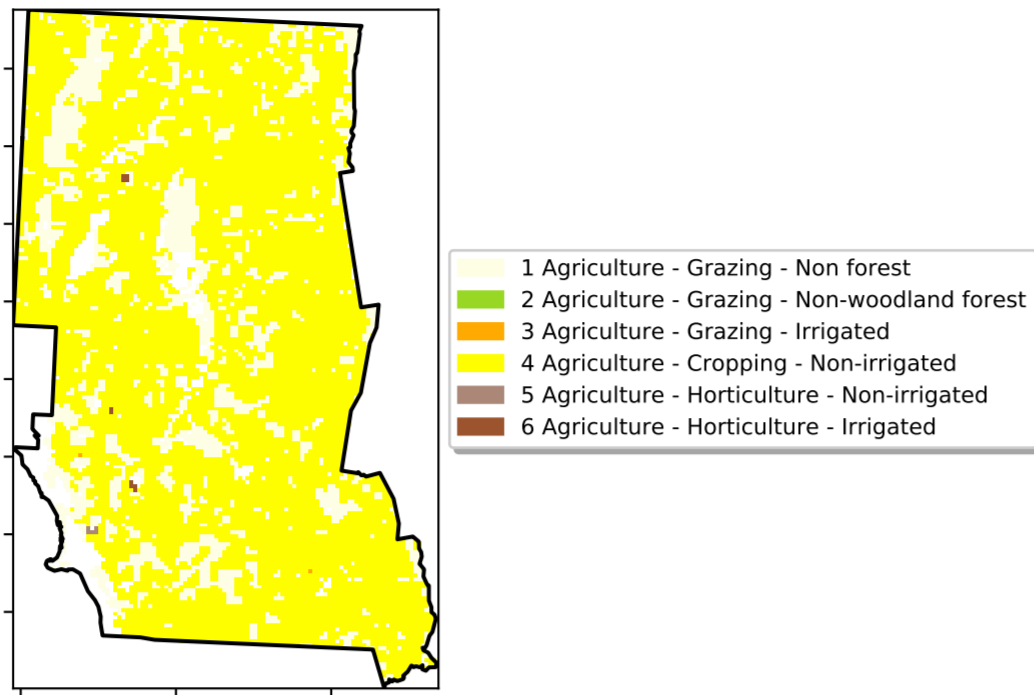 1 Agriculture - Grazing - Non forest
2 Agriculture - Grazing - Non-woodland forest
3 Agriculture - Grazing - Irrigated
4 Agriculture - Cropping - Non-irrigated
5 Agriculture - Horticulture - Non-irrigated
6 Agriculture - Horticulture - Irrigated